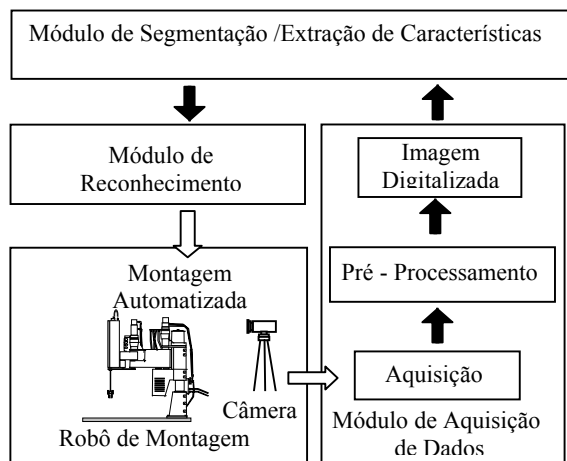 Módulo de Segmentação /Extração de Características
Módulo de
Reconhecimento
Imagem
Digitalizada
Pré - Processamento
Aquisição
Módulo de Aquisição
de Dados
Montagem
Automatizada
Câmera
Robô de Montagem